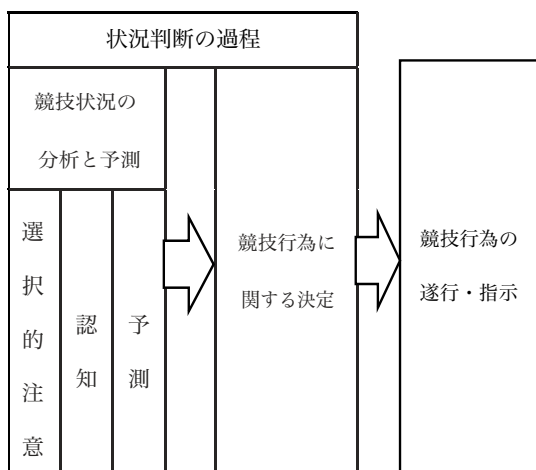 状況判断の過程
競技状況の
分析と予測
選択的注意
認知
予測
競技行為に
関する決定
競技行為の
遂行・指示